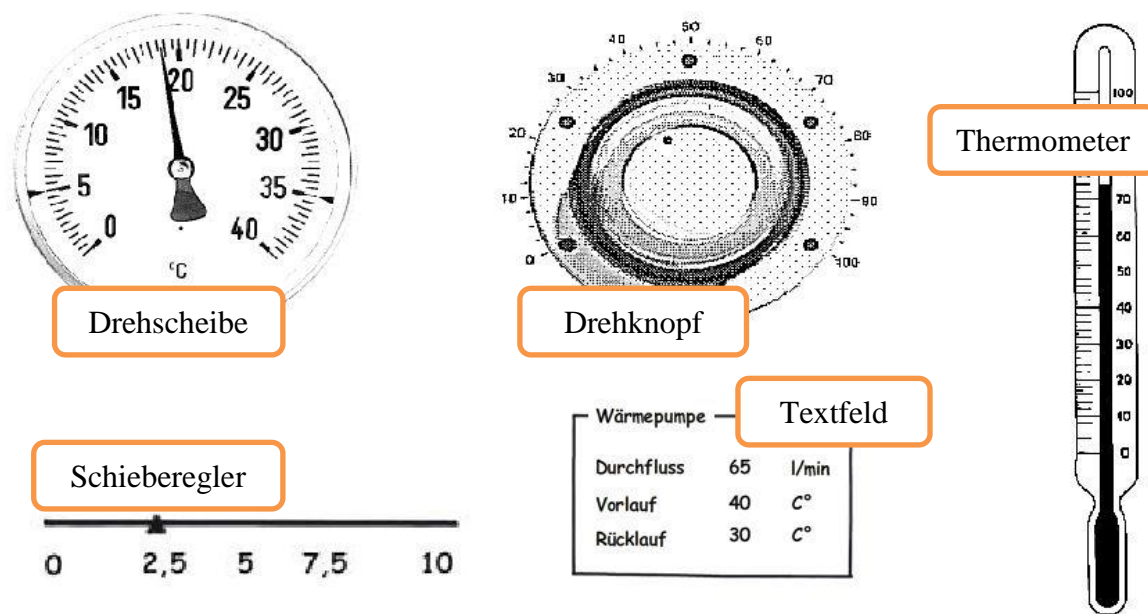 0
5
10
15
20
25
30
35
40
°C
Drehscheibe
0
10
20
30
40
50
60
70
80
90
100
Drehknopf
100
Thermometer
70
60
50
40
30
20
10
0
Schieberegler
0 2,5 5 7,5 10
Textfeld
Wärmepumpe
Durchfluss 65 l/min
Vorlauf 40 C°
Rücklauf 30 C°